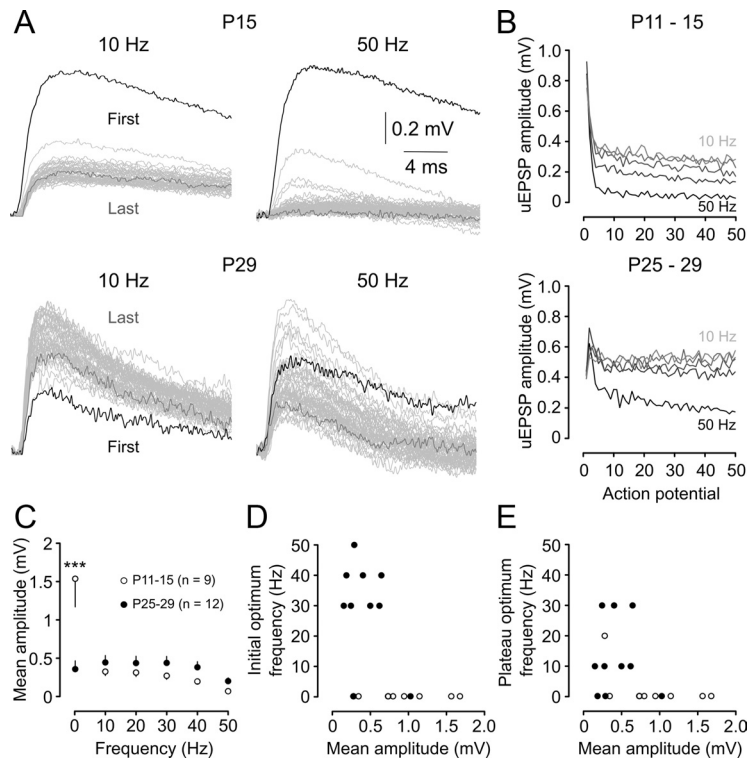 A
P15
10 Hz
50 Hz
First
Last
0.2 mV
4 ms
P29
10 Hz
50 Hz
Last
First
B
P11 - 15
uEPSP amplitude (mV)
1.0
0.8
0.6
0.4
0.2
0
10 Hz
50 Hz
0 10 20 30 40 50
P25 - 29
uEPSP amplitude (mV)
1.0
0.8
0.6
0.4
0.2
0
10 Hz
50 Hz
0 10 20 30 40 50
Action potential
C
Mean amplitude (mV)
2
1.5
1
0.5
0
***
P11-15 (n = 9)
P25-29 (n = 12)
0 10 20 30 40 50
Frequency (Hz)
D
Initial optimum
frequency (Hz)
50
40
30
20
10
0
0 0.5 1.0 1.5 2.0
Mean amplitude (mV)
E
Plateau optimum
frequency (Hz)
50
40
30
20
10
0
0 0.5 1.0 1.5 2.0
Mean amplitude (mV)